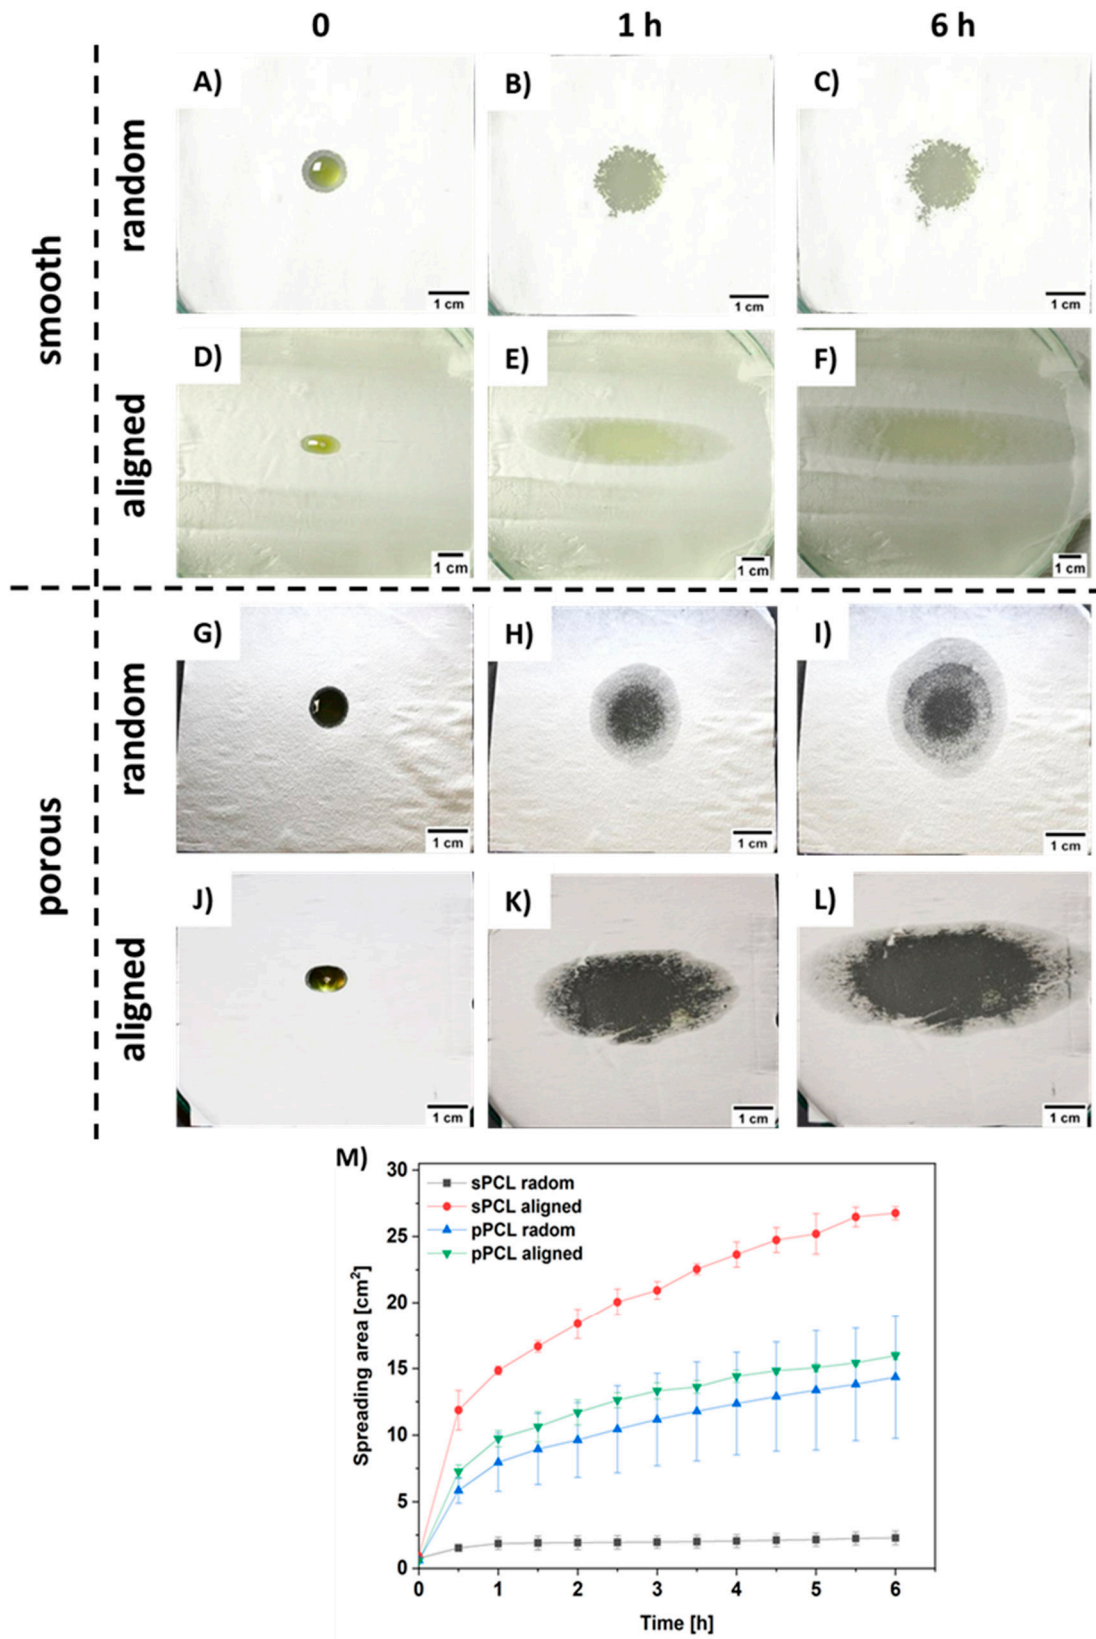 0 1 h 6 h
smooth
random
A) B) C)
1 cm 1 cm 1 cm
aligned
D) E) F)
1 cm 1 cm 1 cm
porous
random
G) H) I)
1 cm 1 cm 1 cm
aligned
J) K) L)
1 cm 1 cm 1 cm
M)
sPCL radom
sPCL aligned
pPCL radom
pPCL aligned
Spreading area [cm²]
30
25
20
15
10
5
0
0 1 2 3 4 5 6
Time [h]